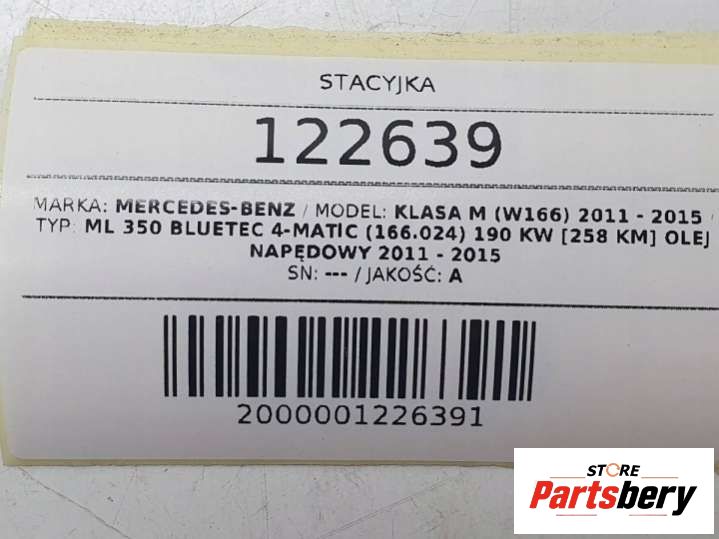 STACYJKA
122639
MARKA: MERCEDES-BENZ / MODEL: KLASA M (W166) 2011 - 2015 /
TYP: ML 350 BLUETEC 4-MATIC (166.024) 190 KW [258 KM] OLEJ
NAPĘDOWY 2011 - 2015
SN: --- / JAKOŚĆ: A
2000001226391
STORE
Partsbery